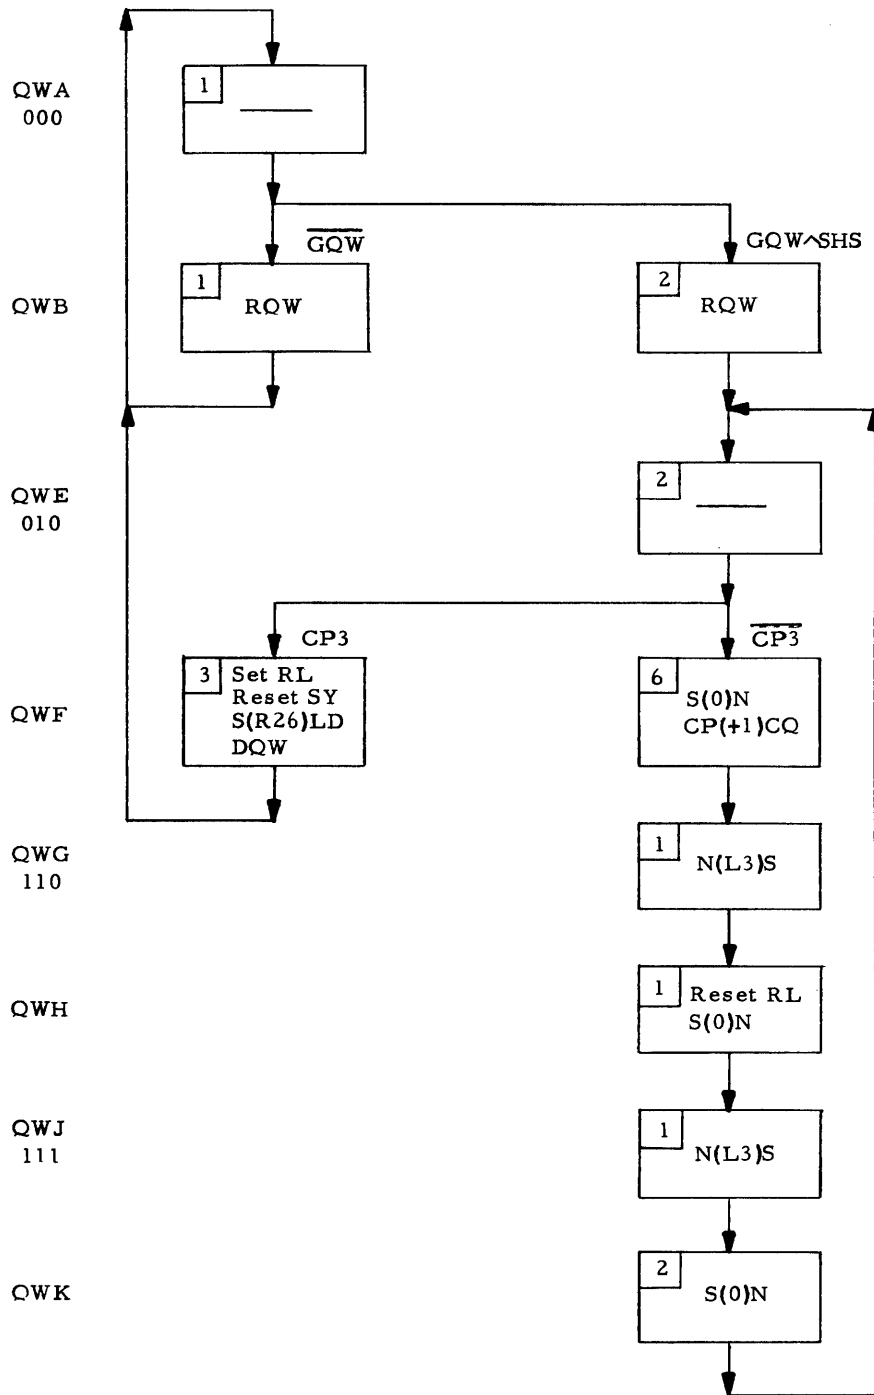 QWA
000
1
G̅Q̅W̅
GQW∧SHS
QWB
1
RQW
2
RQW
QWE
010
2
CP3
C̅P̅3̅
QWF
3
Set RL
Reset SY
S(R26)LD
DQW
6
S(0)N
CP(+1)CQ
QWG
110
1
N(L3)S
QWH
1
Reset RL
S(0)N
QWJ
111
1
N(L3)S
QWK
2
S(0)N